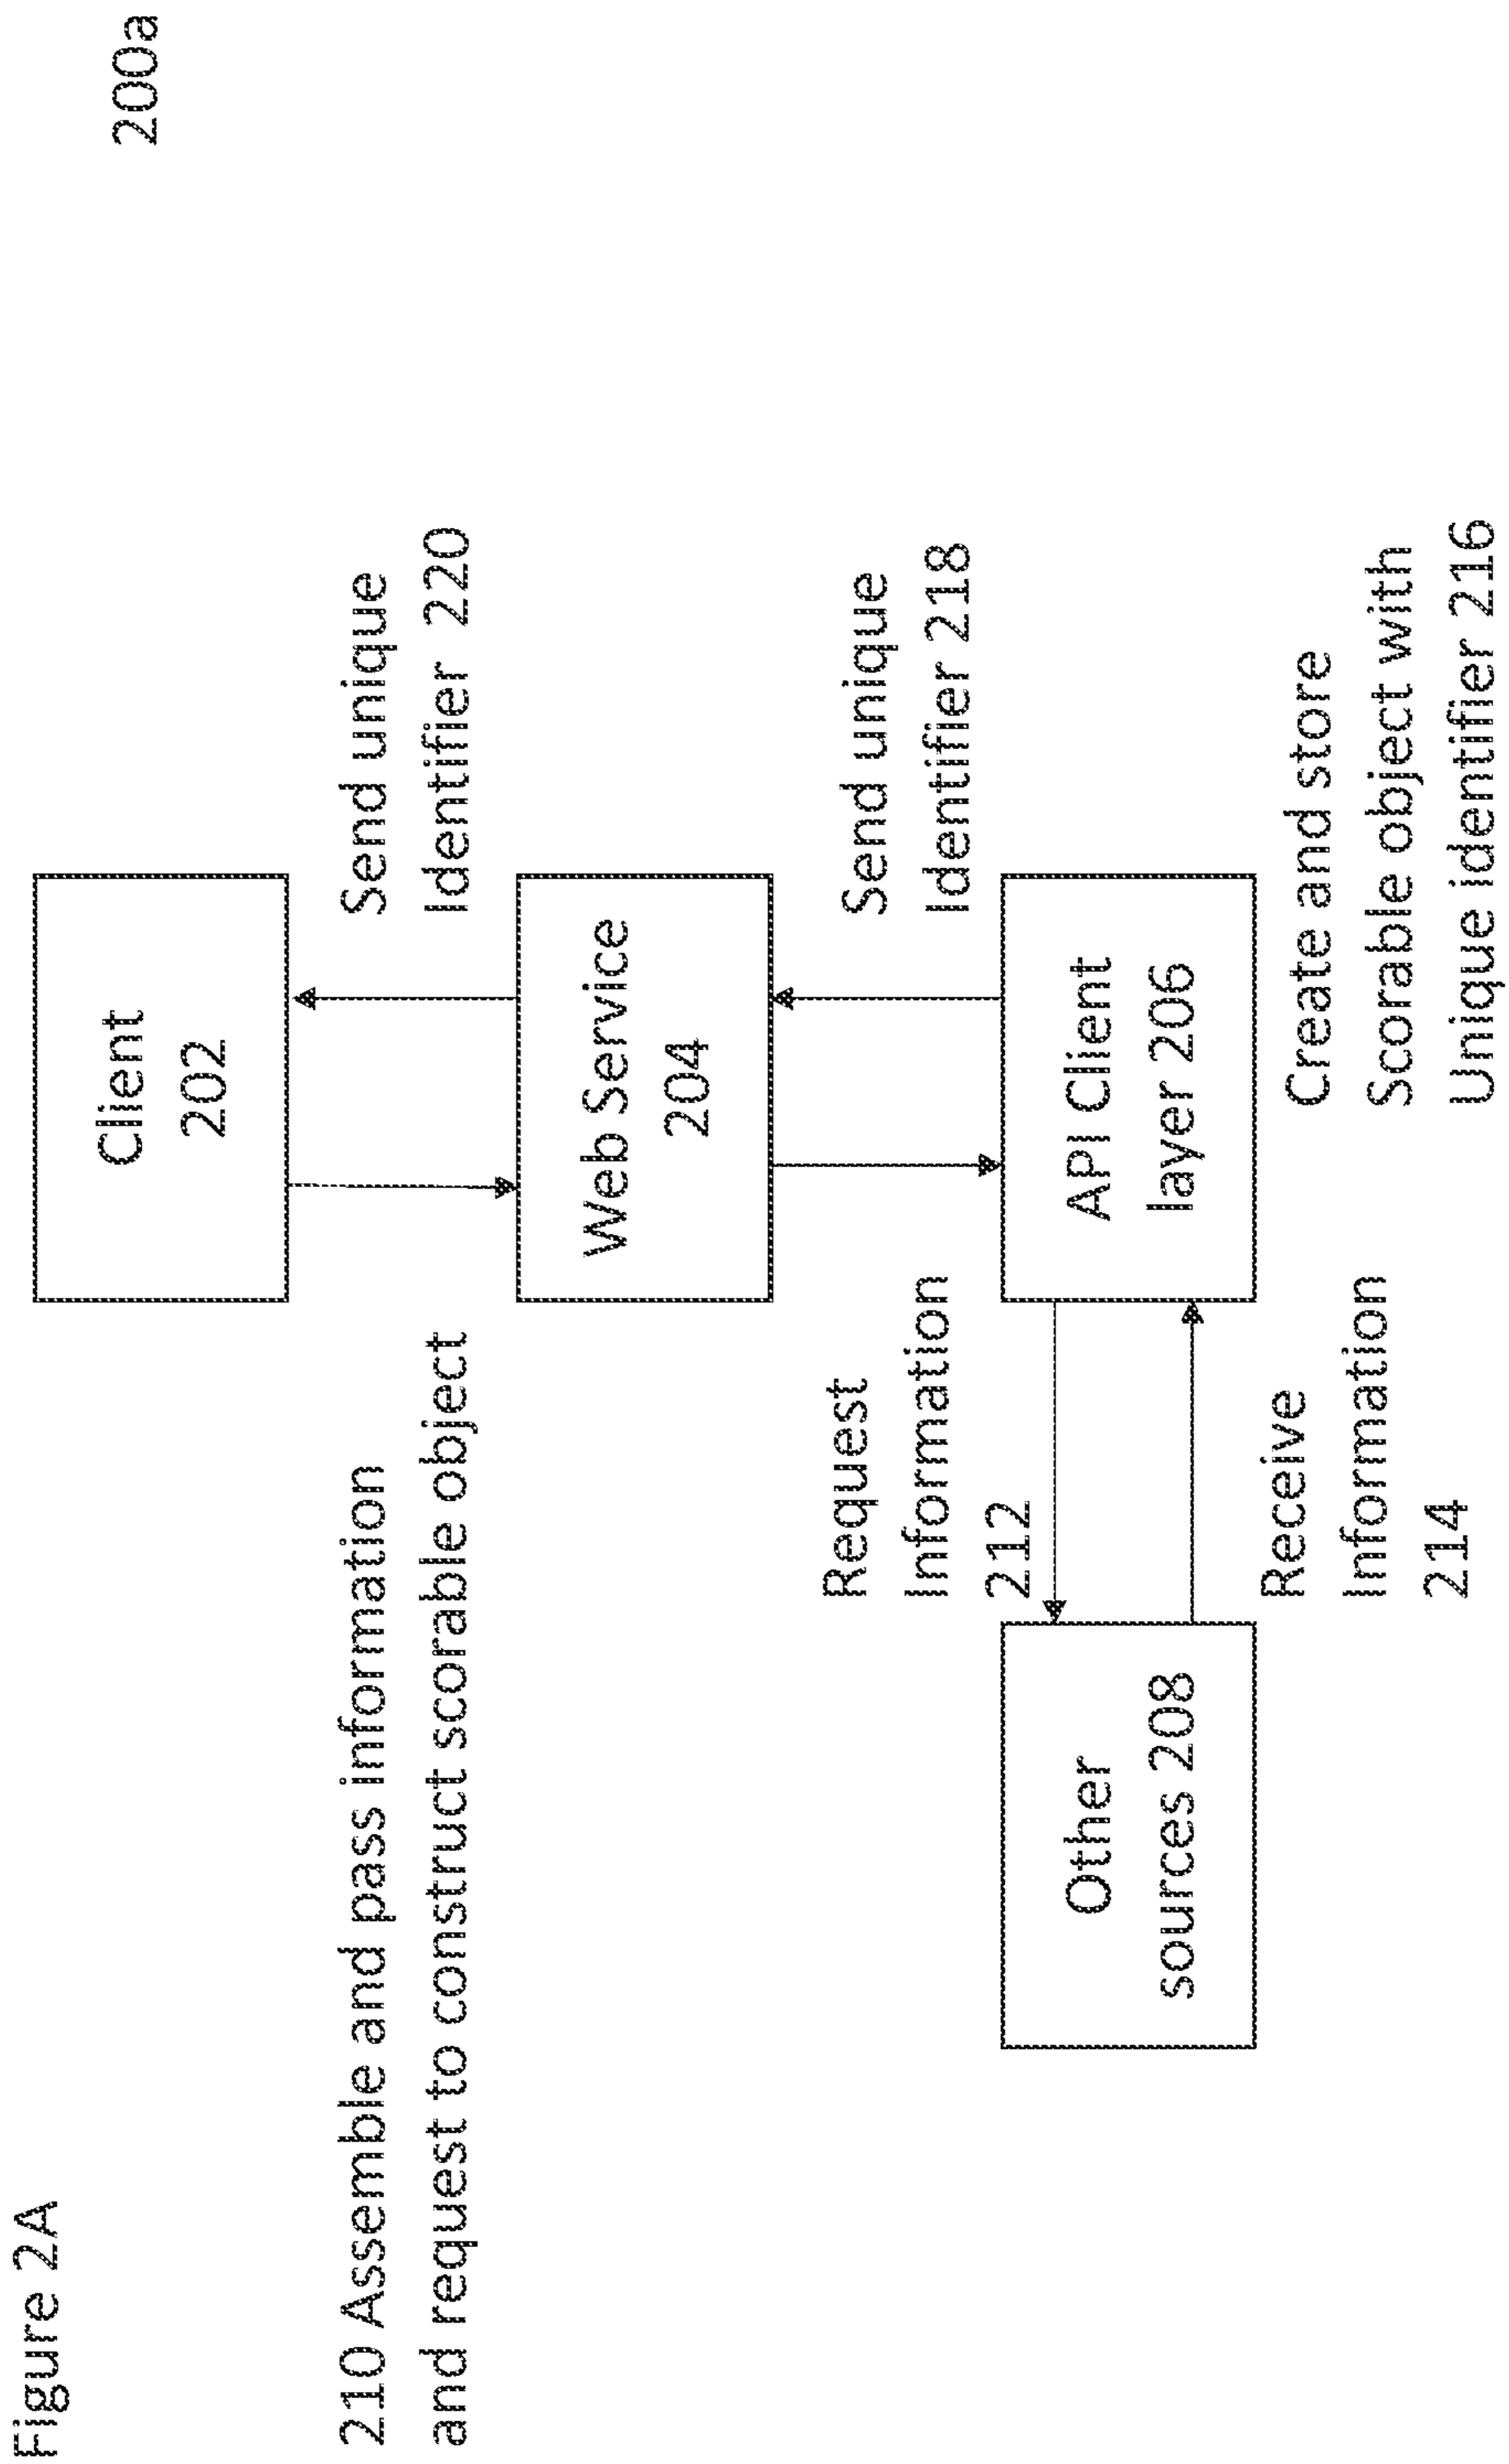 Figure 2A
200a
Client
202
210 Assemble and pass information
and request to construct scorable object
Send unique
Identifier 220
Web Service
204
Request
Information
212
Send unique
Identifier 218
Other
sources 208
API Client
layer 206
Receive
Information
214
Create and store
Scorable object with
Unique identifier 216